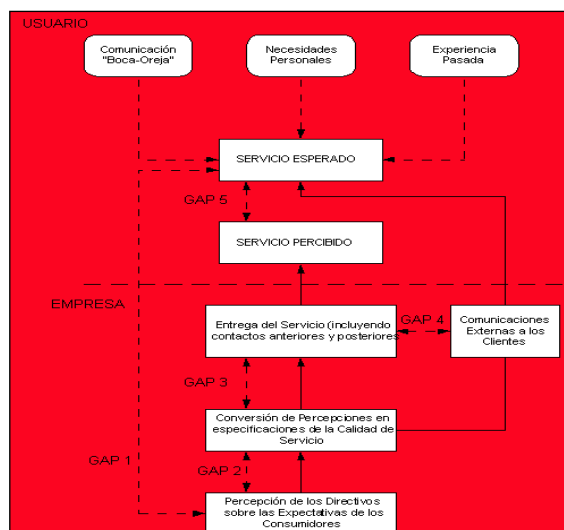 USUARIO
Comunicación
"Boca-Oreja"
Necesidades
Personales
Experiencia
Pasada
SERVICIO ESPERADO
GAP 5
SERVICIO PERCIBIDO
EMPRESA
Entrega del Servicio (incluyendo
contactos anteriores y posteriores
GAP 4
Comunicaciones
Externas a los
Clientes
GAP 3
Conversión de Percepciones en
especificaciones de la Calidad de
Servicio
GAP 1
GAP 2
Percepción de los Directivos
sobre las Expectativas de los
Consumidores